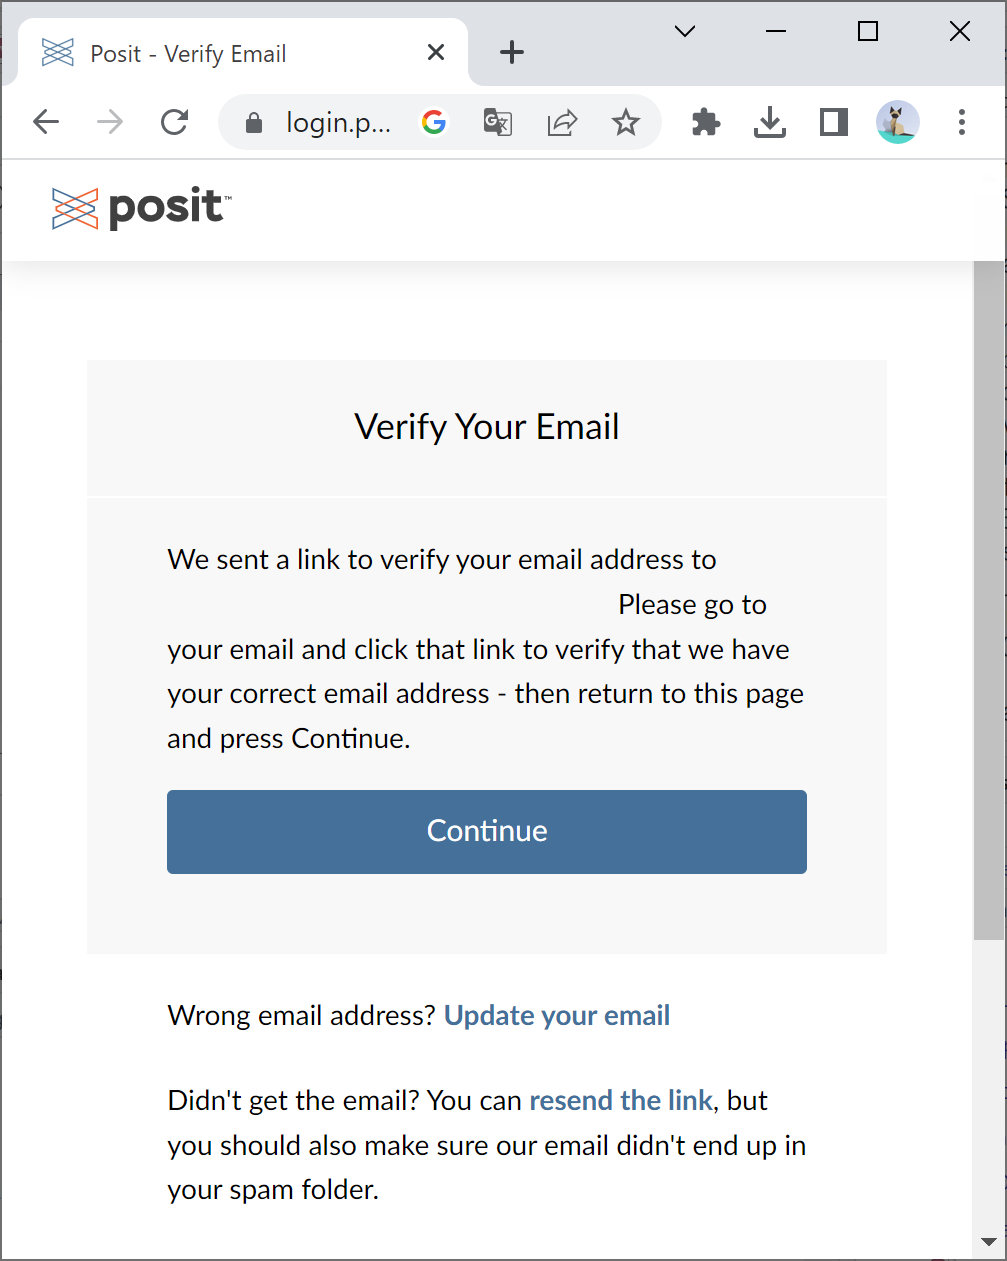 Posit - Verify Email
login.p...
posit™
Verify Your Email
We sent a link to verify your email address to
Please go to
your email and click that link to verify that we have
your correct email address - then return to this page
and press Continue.
Continue
Wrong email address? Update your email
Didn't get the email? You can resend the link, but
you should also make sure our email didn't end up in
your spam folder.